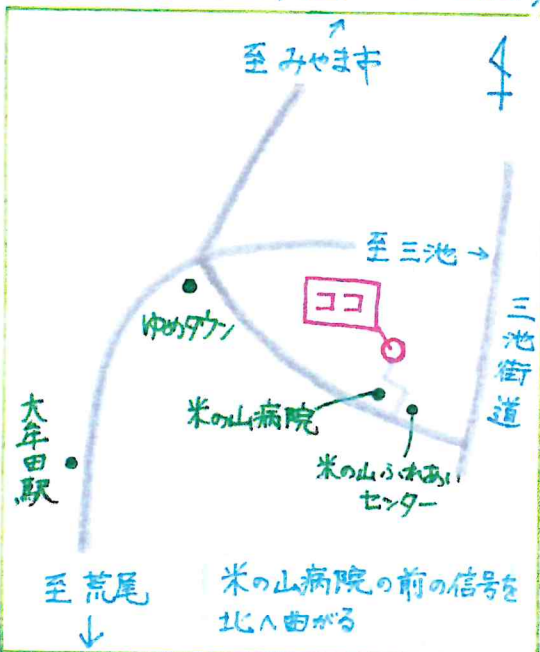 至みやま市
至三池→
ココ
三池街道
ゆめタウン
米の山病院
米の山ふれあい
センター
大牟田駅
至荒尾
米の山病院の前の信号を
北へ曲がる